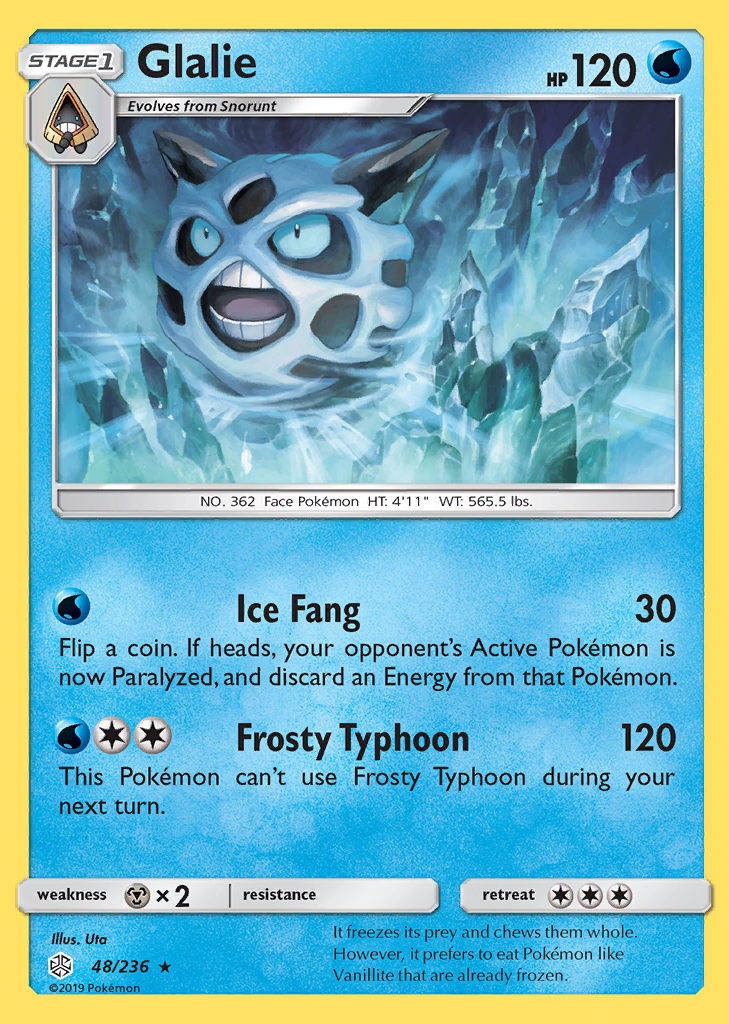 STAGE1
Glalie
HP 120
Evolves from Snorunt
NO. 362 Face Pokémon HT: 4'11" WT: 565.5 lbs.
Ice Fang 30
Flip a coin. If heads, your opponent's Active Pokémon is
now Paralyzed, and discard an Energy from that Pokémon.
Frosty Typhoon 120
This Pokémon can't use Frosty Typhoon during your
next turn.
weakness ×2 resistance retreat
Illus. Uta
48/236 ★
©2019 Pokémon
It freezes its prey and chews them whole.
However, it prefers to eat Pokémon like
Vanillite that are already frozen.